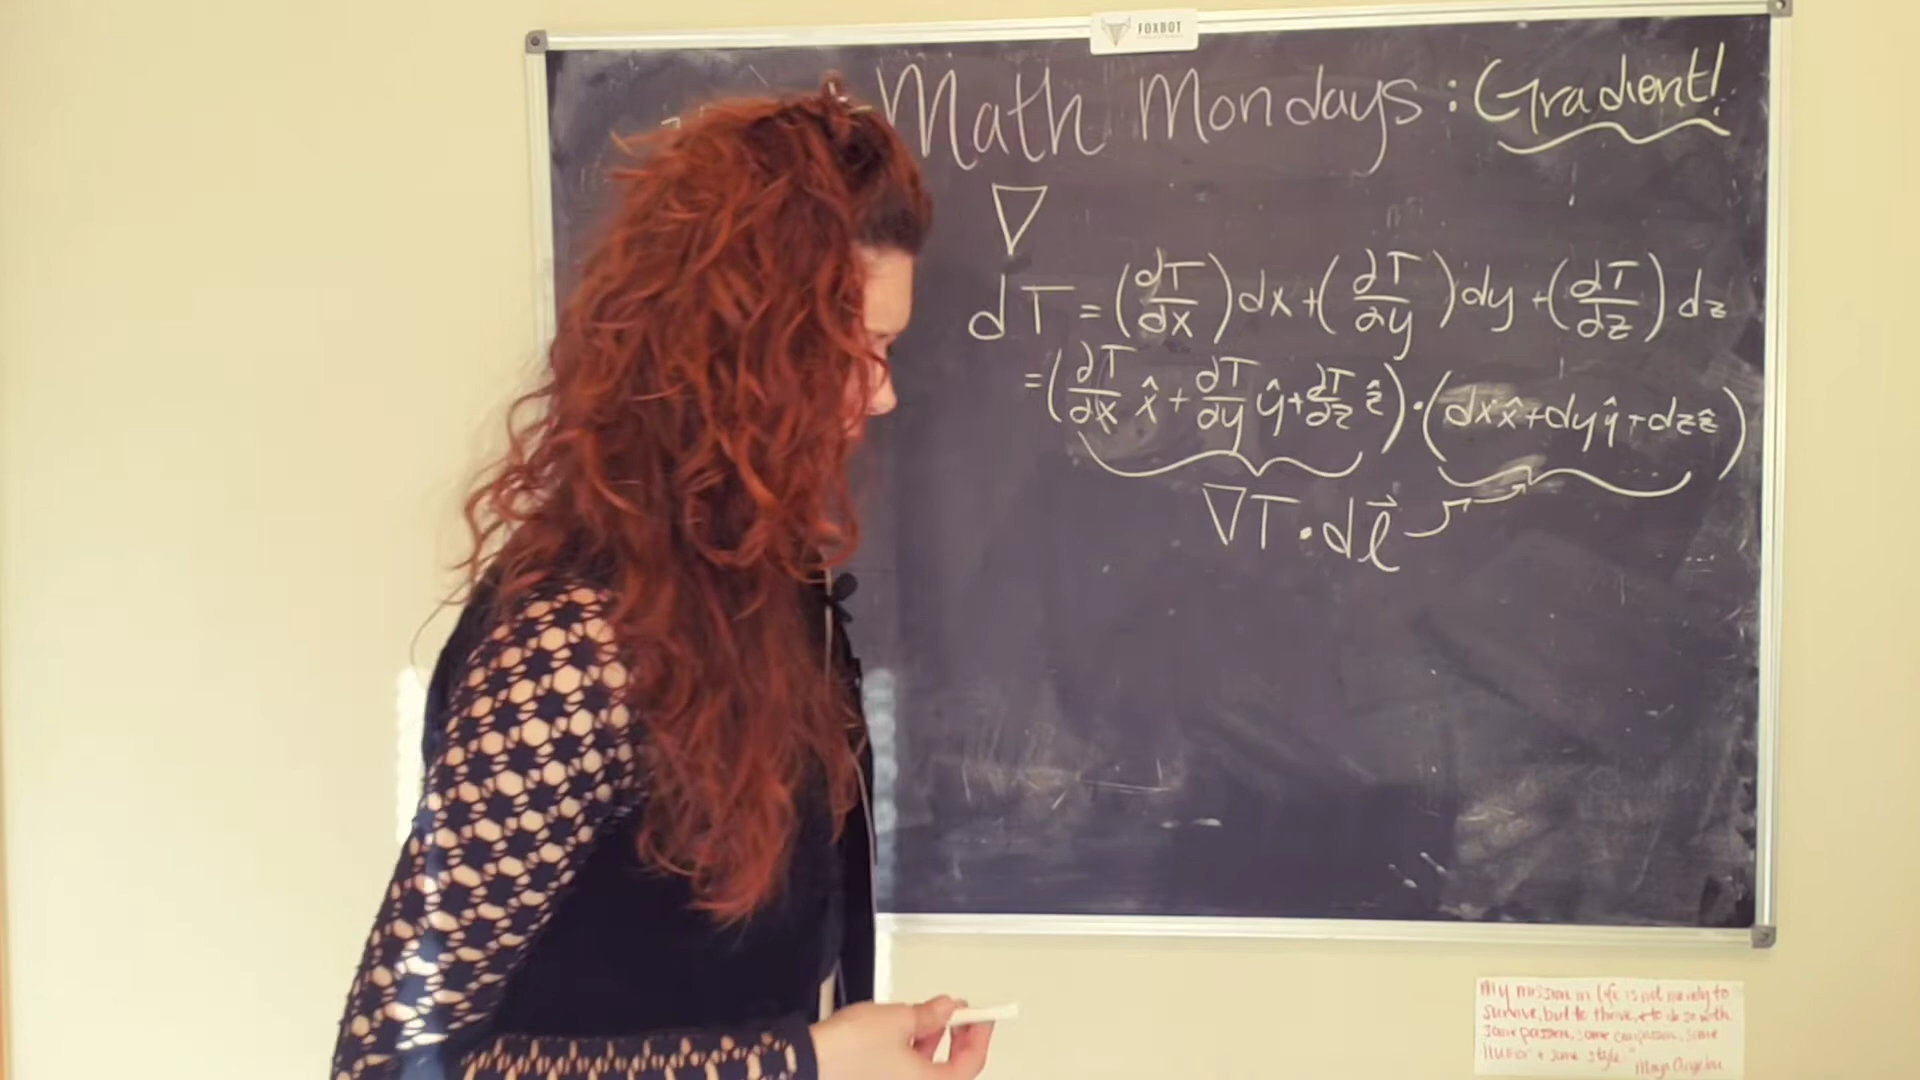 FOXBOT
Math Mondays: Gradient!
∇
dT = (∂T/∂x)dx + (∂T/∂y)dy + (∂T/∂z)dz
= (∂T/∂x x̂ + ∂T/∂y ŷ + ∂T/∂z ẑ)·(dx x̂ + dy ŷ + dz ẑ)
∇T · dl⃗
My mission in life is not merely to
survive, but to thrive, & to do so with
some passion, some compassion, some
humor & some style"
Maya Angelou